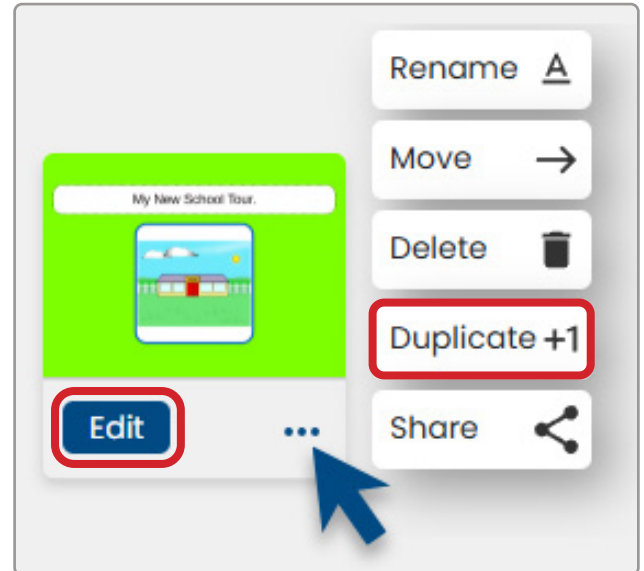 My New School Tour.
Edit
...
Rename A
Move
Delete
Duplicate +1
Share